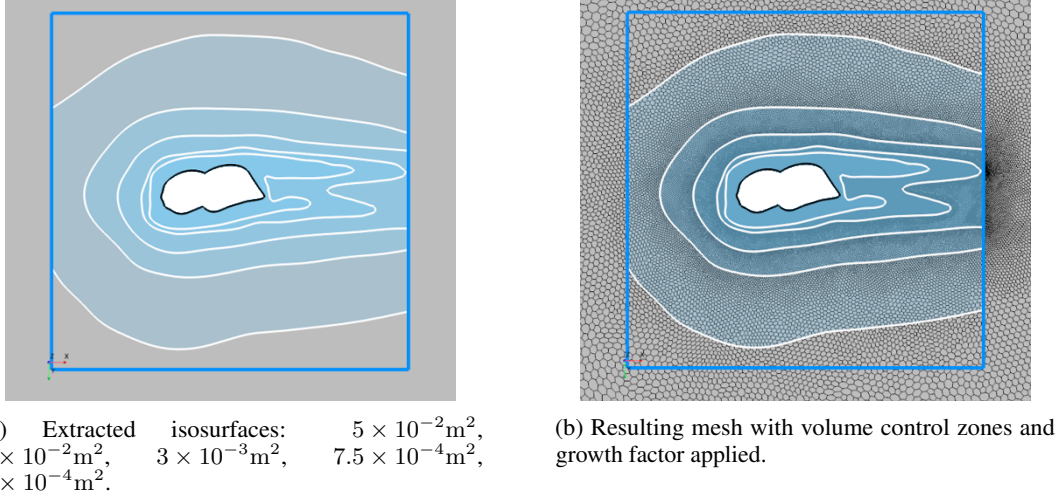 ) Extracted isosurfaces: 5 × 10⁻²m²,
× 10⁻²m², 3 × 10⁻³m², 7.5 × 10⁻⁴m²,
× 10⁻⁴m².
(b) Resulting mesh with volume control zones and
growth factor applied.